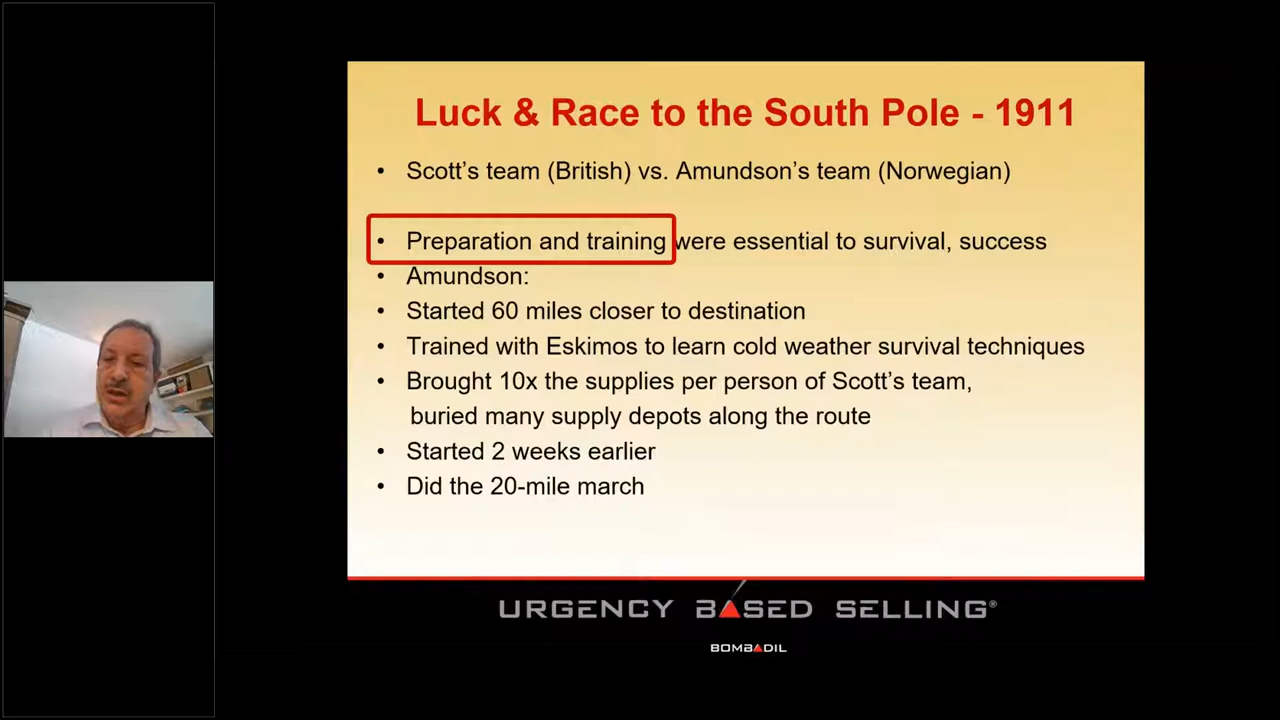 Luck & Race to the South Pole - 1911
• Scott's team (British) vs. Amundson's team (Norwegian)
• Preparation and training were essential to survival, success
• Amundson:
• Started 60 miles closer to destination
• Trained with Eskimos to learn cold weather survival techniques
• Brought 10x the supplies per person of Scott's team,
buried many supply depots along the route
• Started 2 weeks earlier
• Did the 20-mile march
URGENCY BASED SELLING®
BOMBADIL